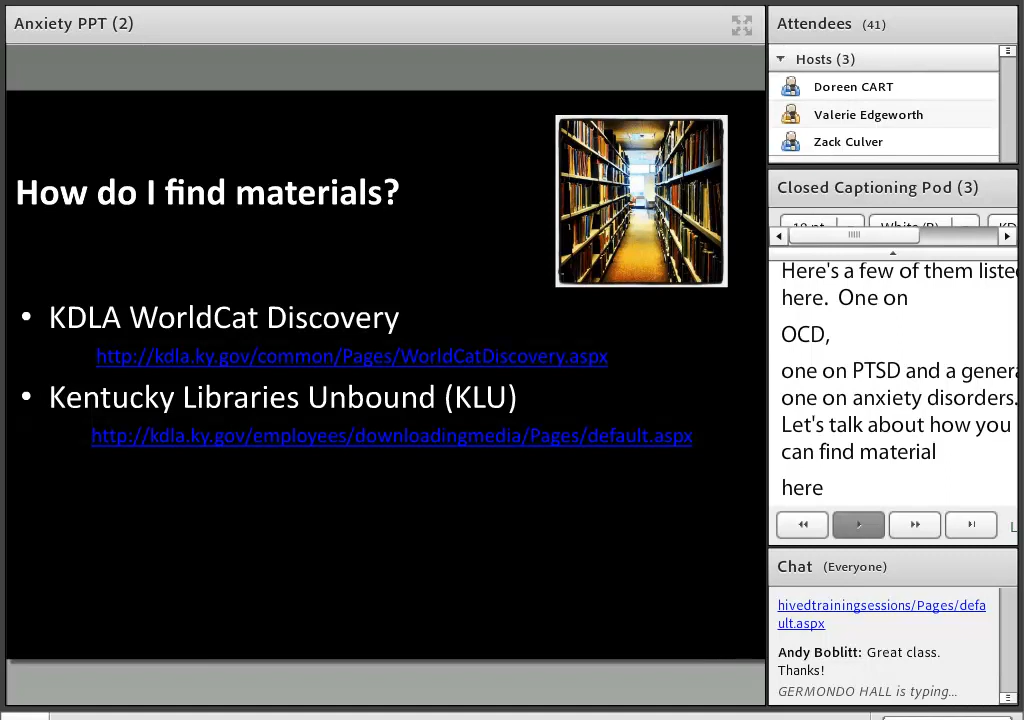 Anxiety PPT (2)
How do I find materials?
• KDLA WorldCat Discovery
http://kdla.ky.gov/common/Pages/WorldCatDiscovery.aspx
• Kentucky Libraries Unbound (KLU)
http://kdla.ky.gov/employees/downloadingmedia/Pages/default.aspx
Attendees (41)
Hosts (3)
Doreen CART
Valerie Edgeworth
Zack Culver
Closed Captioning Pod (3)
Here's a few of them liste
here. One on
OCD,
one on PTSD and a genera
one on anxiety disorders.
Let's talk about how you
can find material
here
Chat (Everyone)
hivedtrainingsessions/Pages/defa
ult.aspx
Andy Boblitt: Great class.
Thanks!
GERMONDO HALL is typing...